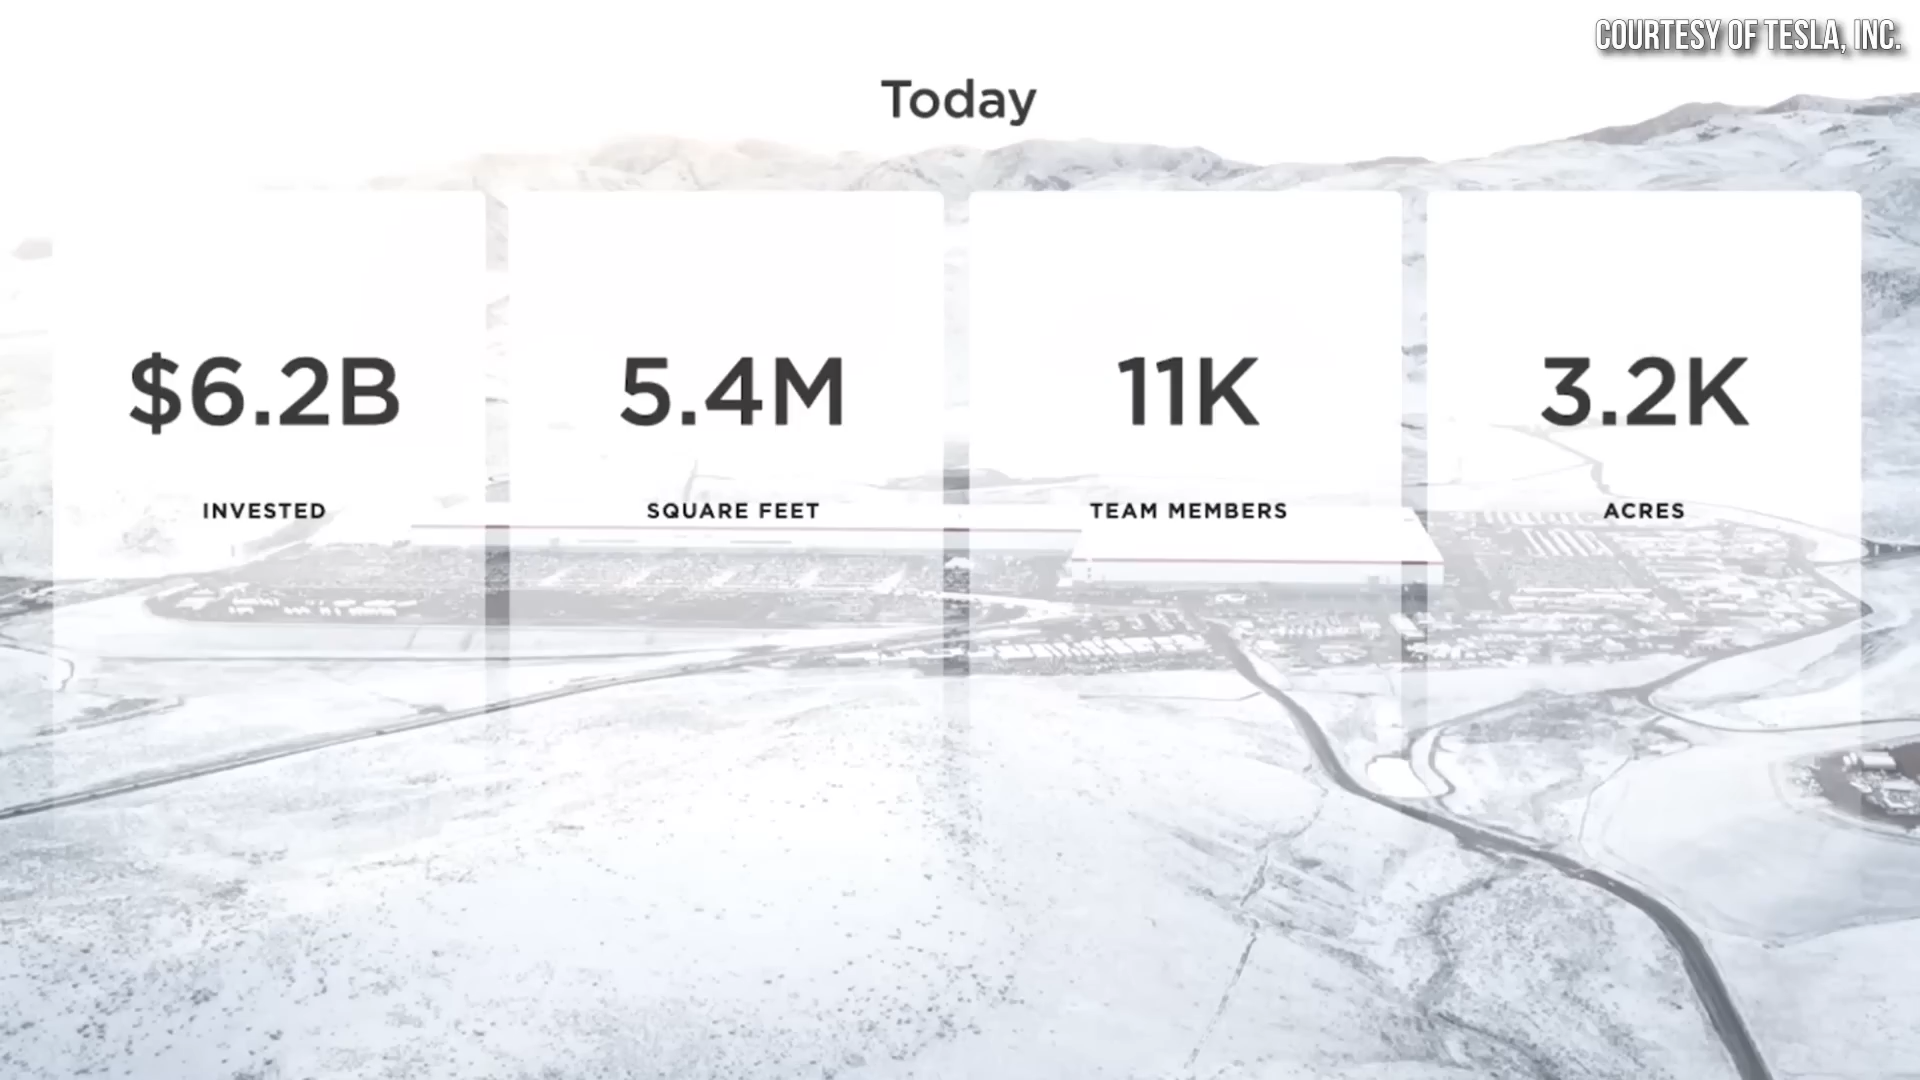 COURTESY OF TESLA, INC.
Today
$6.2B
INVESTED
5.4M
SQUARE FEET
11K
TEAM MEMBERS
3.2K
ACRES